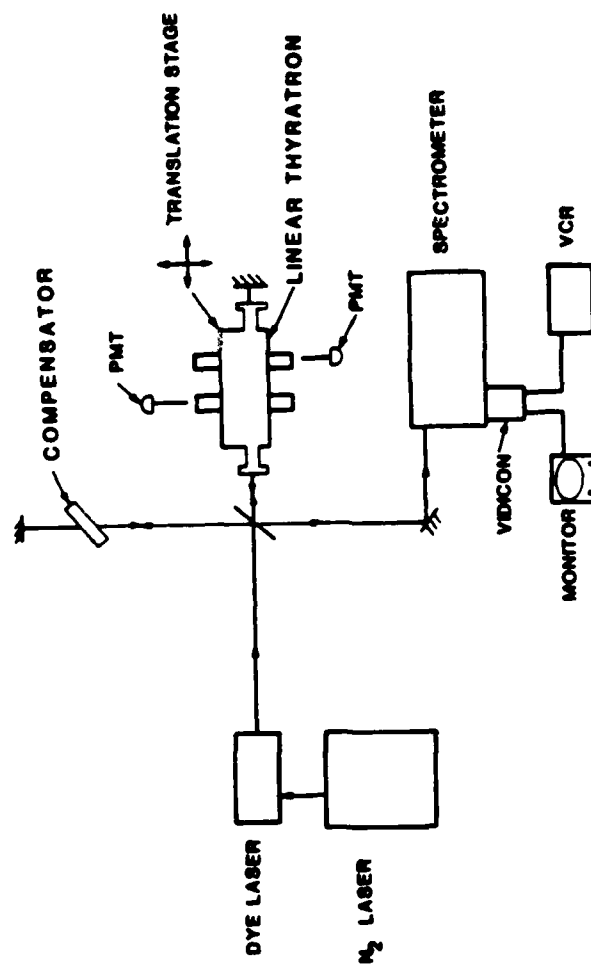 COMPENSATOR
TRANSLATION STAGE
PMT
LINEAR THYRATRON
PMT
SPECTROMETER
DYE LASER
N₂ LASER
VIDICON
VCR
MONITOR